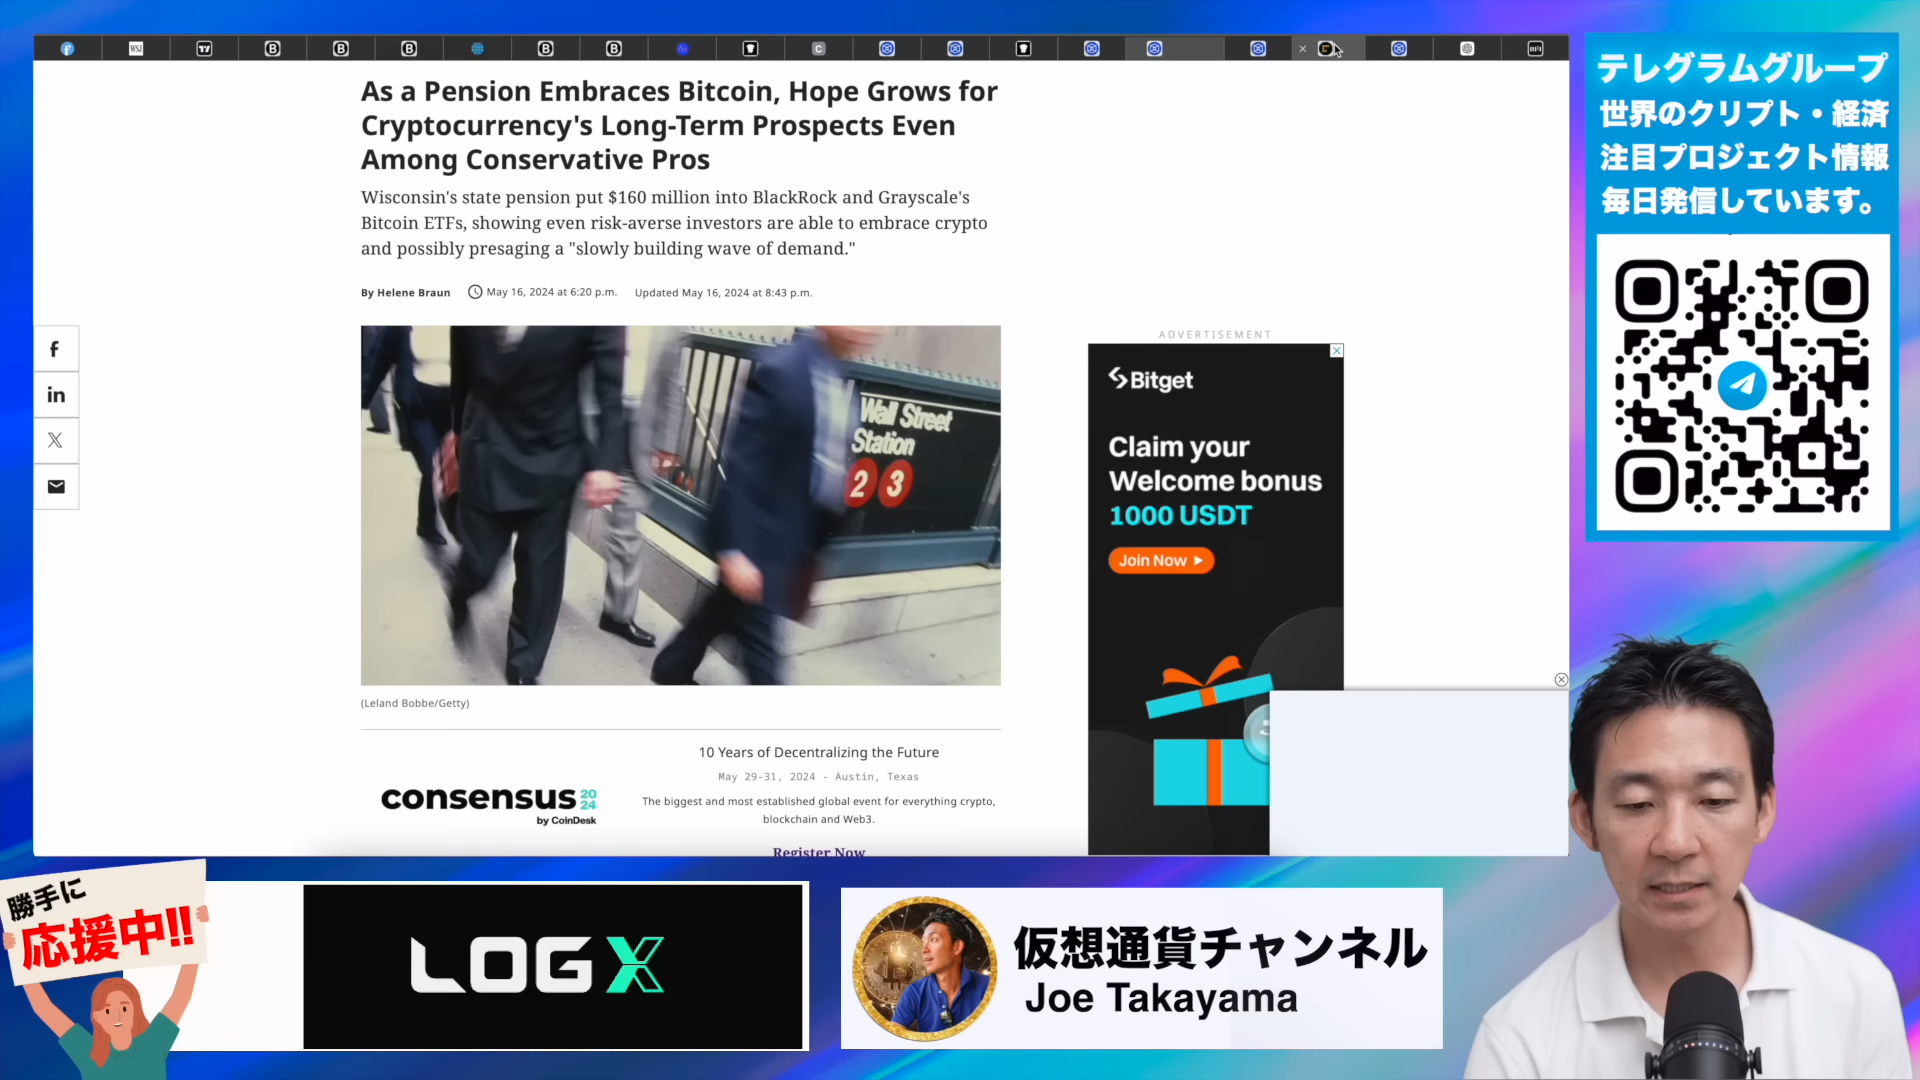 As a Pension Embraces Bitcoin, Hope Grows for
Cryptocurrency's Long-Term Prospects Even
Among Conservative Pros
Wisconsin's state pension put $160 million into BlackRock and Grayscale's
Bitcoin ETFs, showing even risk-averse investors are able to embrace crypto
and possibly presaging a "slowly building wave of demand."
By Helene Braun
May 16, 2024 at 6:20 p.m.
Updated May 16, 2024 at 8:43 p.m.
Wall Street
Station
2 3
(Leland Bobbe/Getty)
10 Years of Decentralizing the Future
May 29-31, 2024 - Austin, Texas
The biggest and most established global event for everything crypto,
blockchain and Web3.
Register Now
consensus 20 24
by CoinDesk
ADVERTISEMENT
Bitget
Claim your
Welcome bonus
1000 USDT
Join Now
テレグラムグループ
世界のクリプト・経済
注目プロジェクト情報
毎日発信しています。
勝手に
応援中!!
LOGX
仮想通貨チャンネル
Joe Takayama